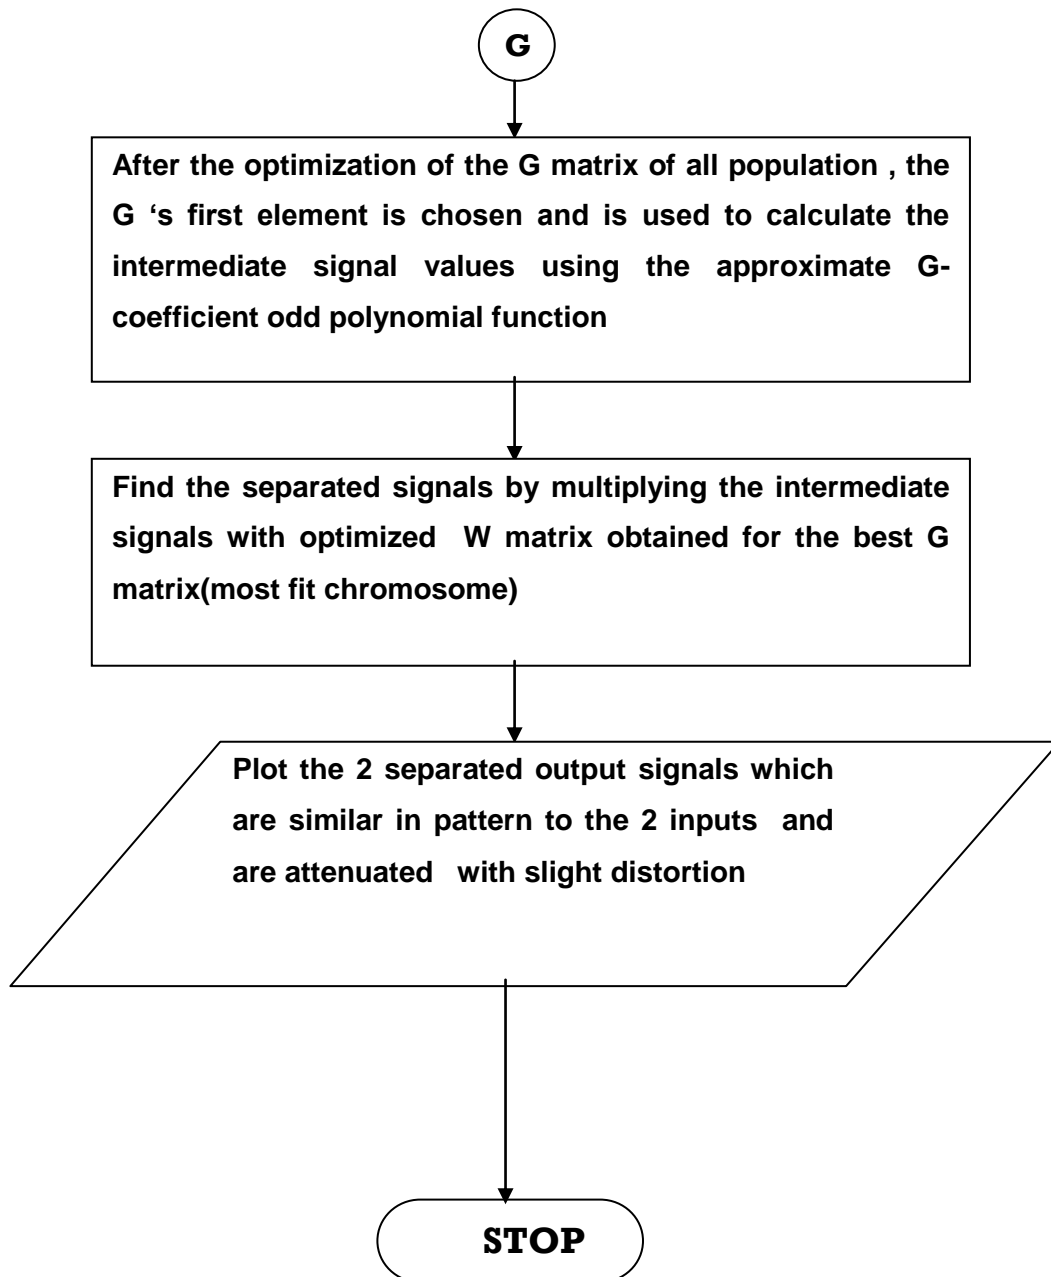 G
After the optimization of the G matrix of all population , the
G ‘s first element is chosen and is used to calculate the
intermediate signal values using the approximate G-
coefficient odd polynomial function
Find the separated signals by multiplying the intermediate
signals with optimized W matrix obtained for the best G
matrix(most fit chromosome)
Plot the 2 separated output signals which
are similar in pattern to the 2 inputs and
are attenuated with slight distortion
STOP